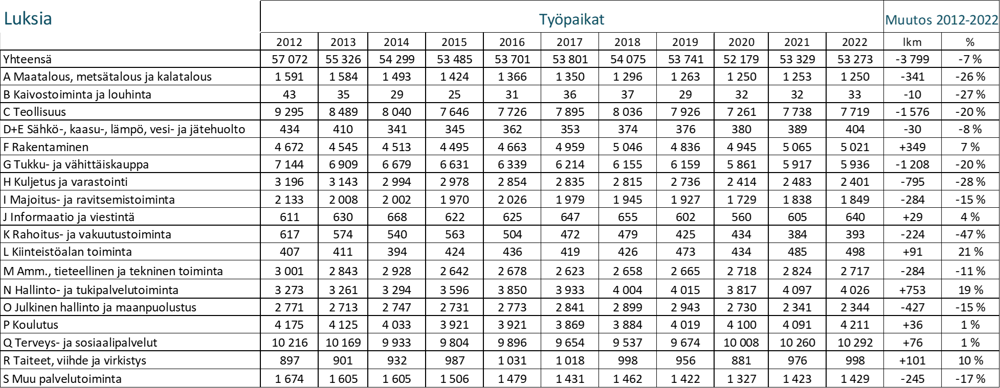 Luksia Työpaikat Muutos 2012-2022
2012 2013 2014 2015 2016 2017 2018 2019 2020 2021 2022 lkm %
Yhteensä 57 072 55 326 54 299 53 485 53 701 53 801 54 075 53 741 52 179 53 329 53 273 -3 799 -7 %
A Maatalous, metsätalous ja kalatalous 1 591 1 584 1 493 1 424 1 366 1 350 1 296 1 263 1 250 1 253 1 250 -341 -26 %
B Kaivostoiminta ja louhinta 43 35 29 25 31 36 37 29 32 32 33 -10 -27 %
C Teollisuus 9 295 8 489 8 040 7 646 7 726 7 895 8 036 7 926 7 261 7 738 7 719 -1 576 -20 %
D+E Sähkö-, kaasu-, lämpö, vesi- ja jätehuolto 434 410 341 345 362 353 374 376 380 389 404 -30 -8 %
F Rakentaminen 4 672 4 545 4 513 4 495 4 663 4 959 5 046 4 836 4 945 5 065 5 021 +349 7 %
G Tukku- ja vähittäiskauppa 7 144 6 909 6 679 6 631 6 339 6 214 6 155 6 159 5 861 5 917 5 936 -1 208 -20 %
H Kuljetus ja varastointi 3 196 3 143 2 994 2 978 2 854 2 835 2 815 2 736 2 414 2 483 2 401 -795 -28 %
I Majoitus- ja ravitsemistoiminta 2 133 2 008 2 002 1 970 2 026 1 979 1 945 1 927 1 729 1 838 1 849 -284 -15 %
J Informaatio ja viestintä 611 630 668 622 625 647 655 602 560 605 640 +29 4 %
K Rahoitus- ja vakuutustoiminta 617 574 540 563 504 472 479 425 434 384 393 -224 -47 %
L Kiinteistöalan toiminta 407 411 394 424 436 419 426 473 434 485 498 +91 21 %
M Amm., tieteellinen ja tekninen toiminta 3 001 2 843 2 928 2 642 2 678 2 623 2 658 2 665 2 718 2 824 2 717 -284 -11 %
N Hallinto- ja tukipalvelutoiminta 3 273 3 261 3 294 3 596 3 850 3 933 4 004 4 015 3 817 4 097 4 026 +753 19 %
O Julkinen hallinto ja maanpuolustus 2 771 2 713 2 747 2 731 2 773 2 841 2 899 2 943 2 730 2 341 2 344 -427 -15 %
P Koulutus 4 175 4 125 4 033 3 921 3 921 3 869 3 884 4 019 4 100 4 091 4 211 +36 1 %
Q Terveys- ja sosiaalipalvelut 10 216 10 169 9 933 9 804 9 896 9 654 9 537 9 674 10 008 10 260 10 292 +76 1 %
R Taiteet, viihde ja virkistys 897 901 932 987 1 031 1 018 998 956 881 976 998 +101 10 %
S Muu palvelutoiminta 1 674 1 605 1 605 1 506 1 479 1 431 1 462 1 422 1 327 1 423 1 429 -245 -17 %